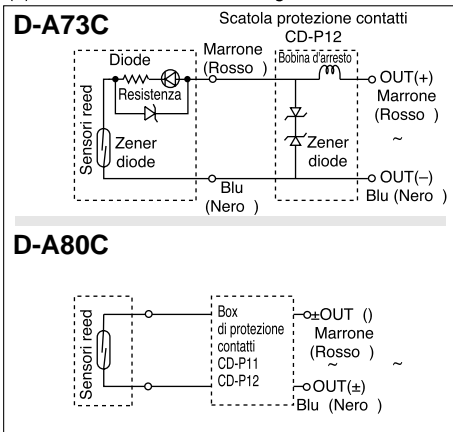 D-A73C
Scatola protezione contatti
CD-P12
Marrone
(Rosso )
Diode
Bobina d'arresto
OUT(+)
Marrone
(Rosso )
~
Resistenza
Sensori reed
Zener
diode
Zener
diode
Blu
(Nero )
OUT(–)
Blu (Nero )
D-A80C
Sensori reed
Box
di protezione
contatti
CD-P11
CD-P12
±OUT ()
Marrone
(Rosso )
~ ~
OUT(±)
Blu (Nero )